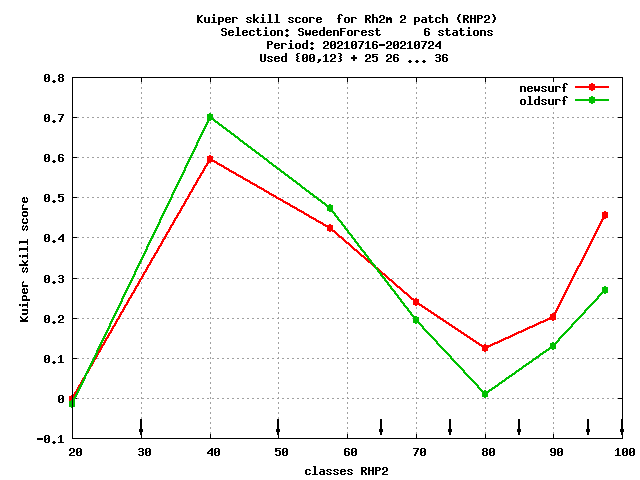 Kuiper skill score  for Rh2m 2 patch (RHP2)
Selection: SwedenForest      6 stations
Period: 20210716-20210724
Used {00,12} + 25 26 ... 36
newsurf
oldsurf
0.8
0.7
0.6
0.5
0.4
0.3
0.2
0.1
0
-0.1
Kuiper skill score
20 30 40 50 60 70 80 90 100
classes RHP2